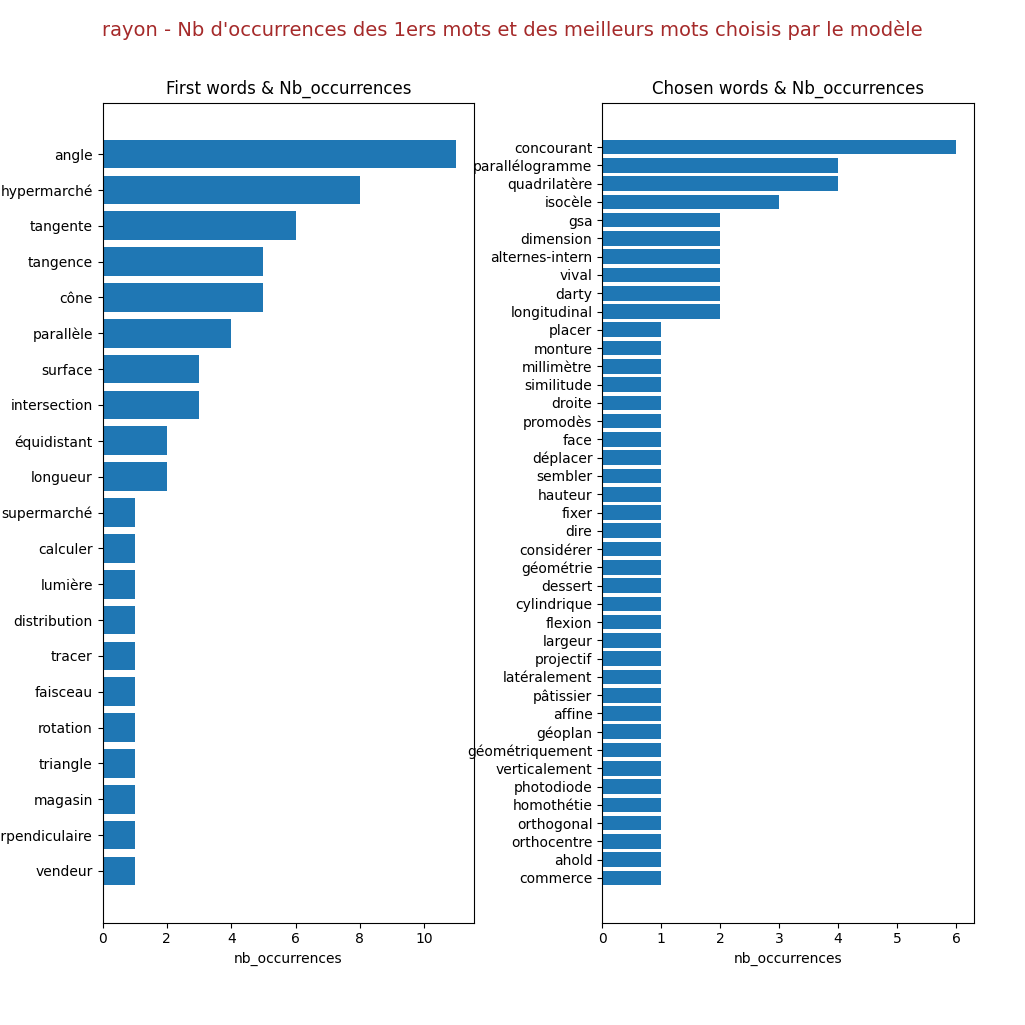 rayon - Nb d'occurrences des 1ers mots et des meilleurs mots choisis par le modèle
First words & Nb_occurrences
angle
hypermarché
tangente
tangence
cône
parallèle
surface
intersection
équidistant
longueur
supermarché
calculer
lumière
distribution
tracer
faisceau
rotation
triangle
magasin
rpendiculaire
vendeur
0 2 4 6 8 10
nb_occurrences
Chosen words & Nb_occurrences
concourant
parallélogramme
quadrilatère
isocèle
gsa
dimension
alternes-intern
vival
darty
longitudinal
placer
monture
millimètre
similitude
droite
promodès
face
déplacer
sembler
hauteur
fixer
dire
considérer
géométrie
dessert
cylindrique
flexion
largeur
projectif
latéralement
pâtissier
affine
géoplan
géométriquement
verticalement
photodiode
homothétie
orthogonal
orthocentre
ahold
commerce
0 1 2 3 4 5 6
nb_occurrences